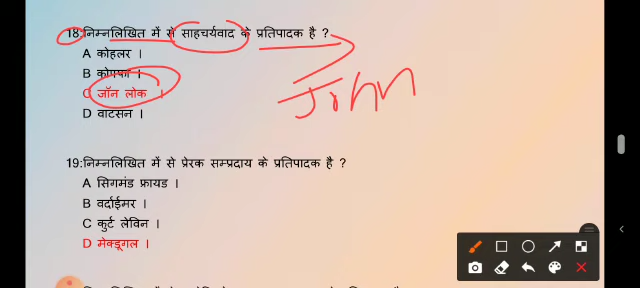 18:निम्नलिखित में से साहचर्यवाद के प्रतिपादक है ?
A कोहलर ।
B कोफ्का ।
C जॉन लोक ।
D वाटसन ।
John
19:निम्नलिखित में से प्रेरक सम्प्रदाय के प्रतिपादक है ?
A सिगमंड फ्रायड ।
B वर्दाईमर ।
C कुर्ट लेविन ।
D मेक्डूगल ।